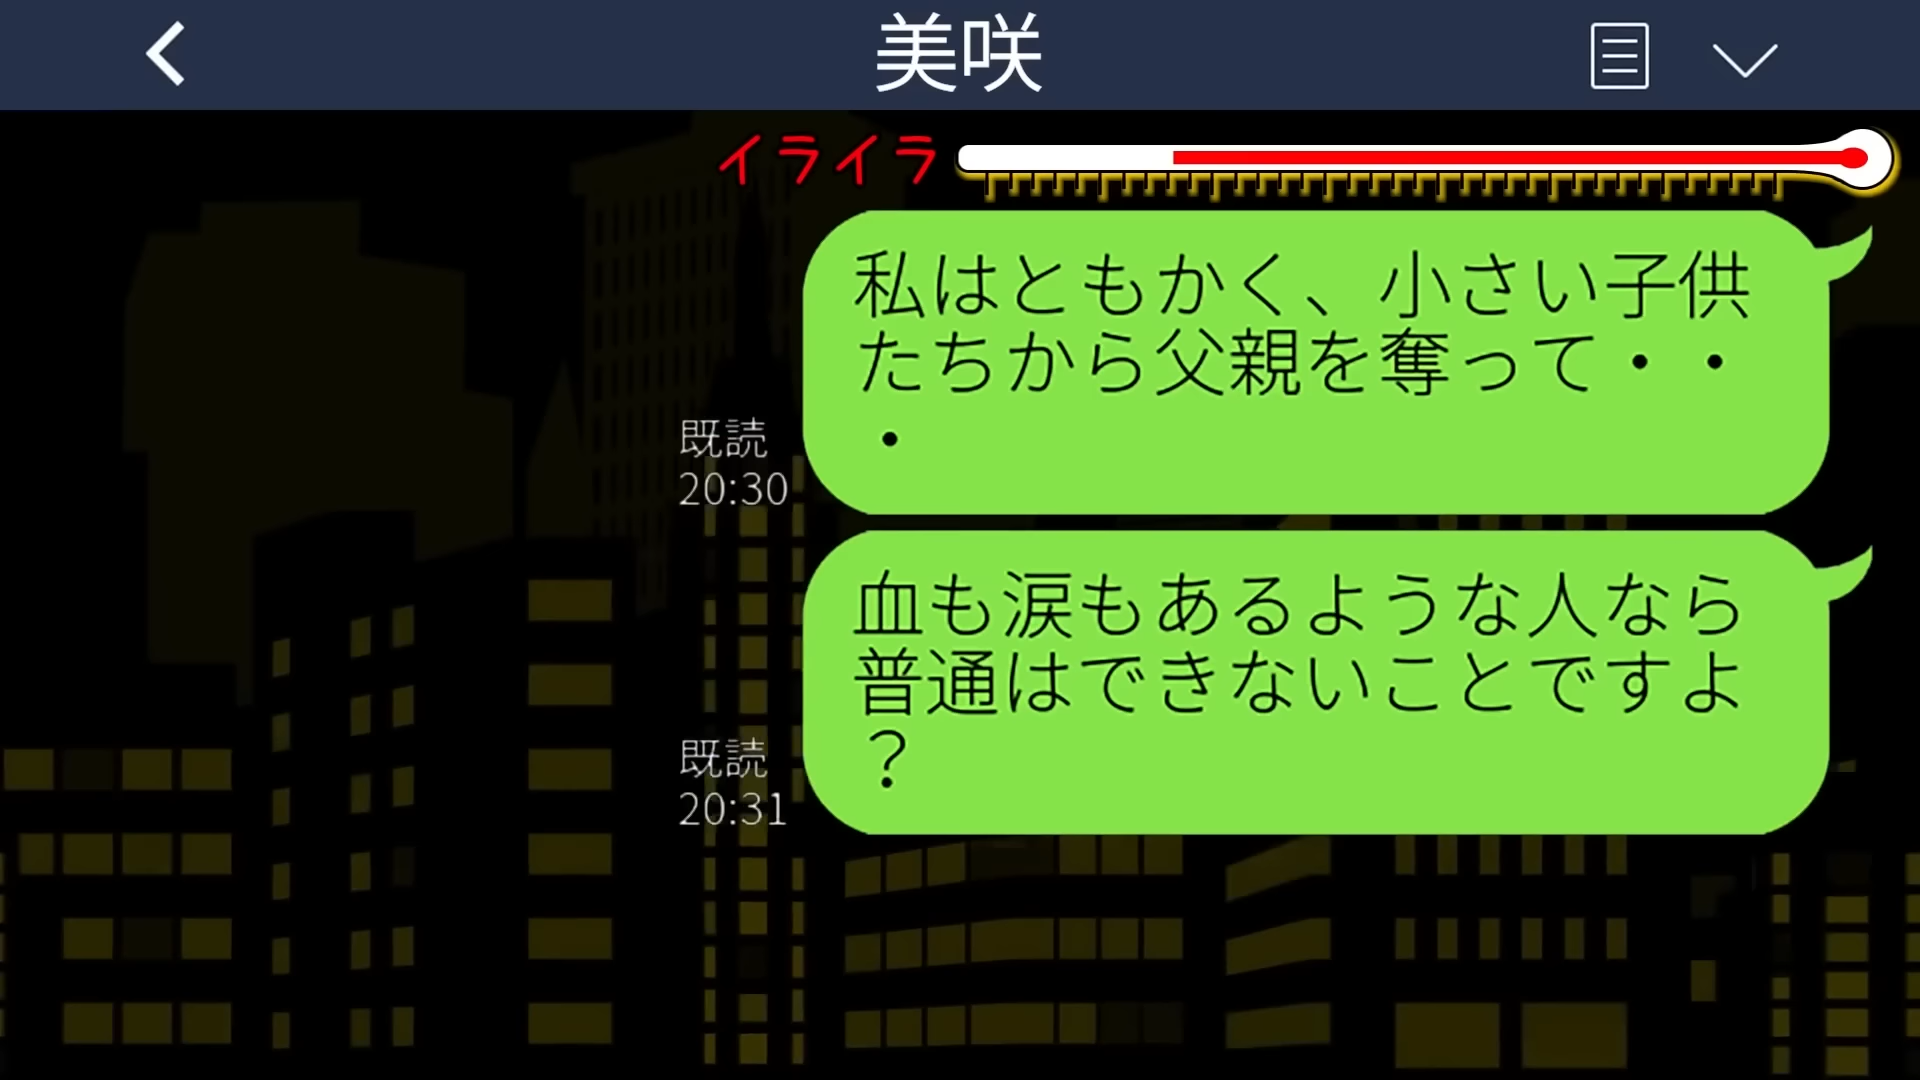 美咲
イライラ
私はともかく、小さい子供
たちから父親を奪って・・
・
既読
20:30
血も涙もあるような人なら
普通はできないことですよ
？
既読
20:31